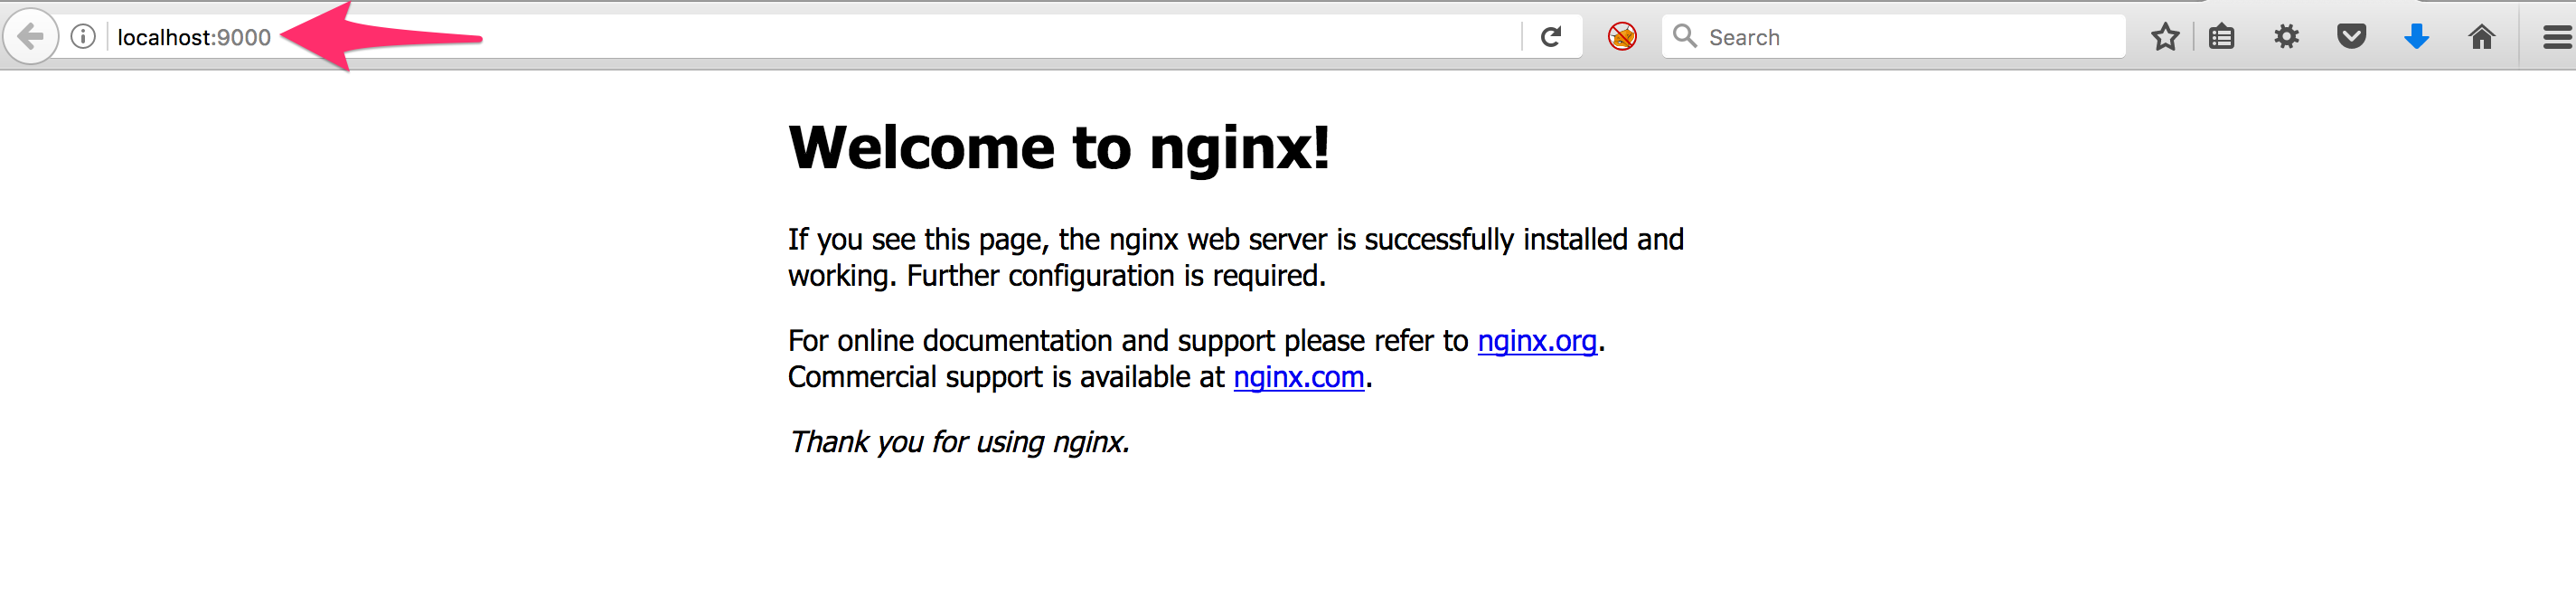 localhost:9000
Search
Welcome to nginx!
If you see this page, the nginx web server is successfully installed and
working. Further configuration is required.
For online documentation and support please refer to nginx.org.
Commercial support is available at nginx.com.
Thank you for using nginx.